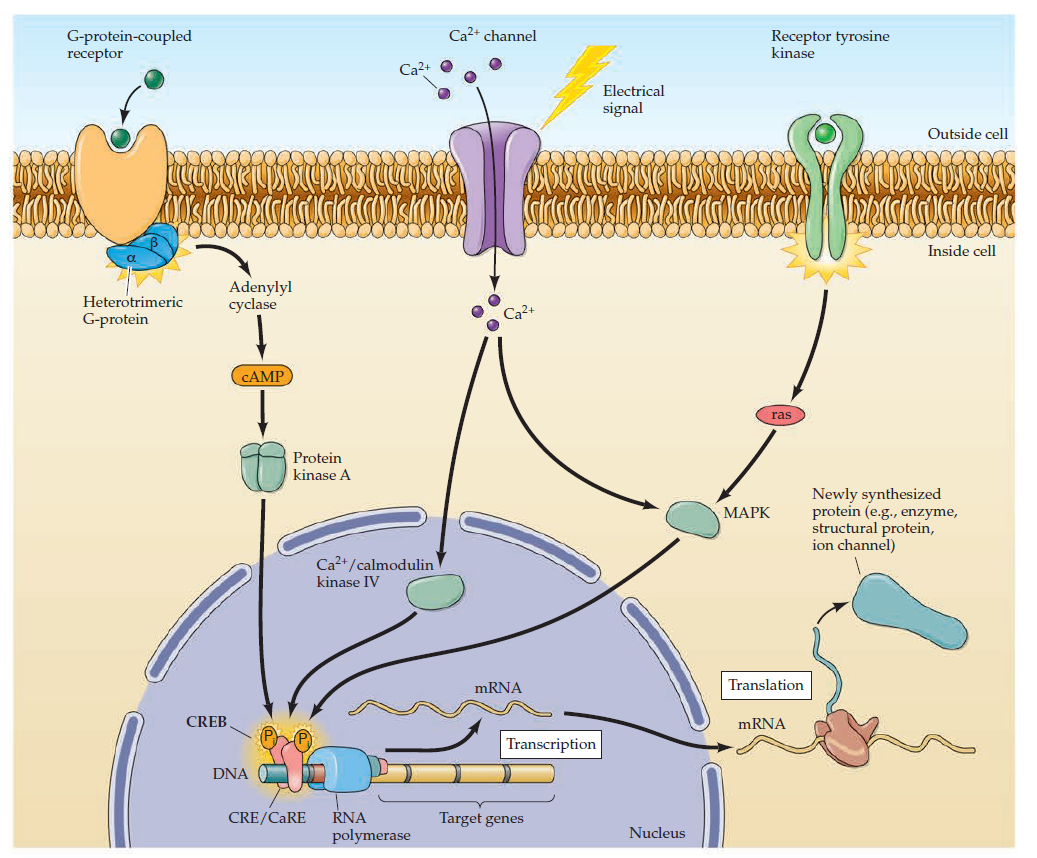 G-protein-coupled
receptor
Ca²⁺ channel
Receptor tyrosine
kinase
Ca²⁺
Electrical
signal
Outside cell
β
α
Inside cell
Heterotrimeric
G-protein
Adenylyl
cyclase
Ca²⁺
cAMP
ras
Protein
kinase A
MAPK
Newly synthesized
protein (e.g., enzyme,
structural protein,
ion channel)
Ca²⁺/calmodulin
kinase IV
Translation
mRNA
mRNA
CREB
P
P
Transcription
DNA
CRE/CaRE
RNA
polymerase
Target genes
Nucleus